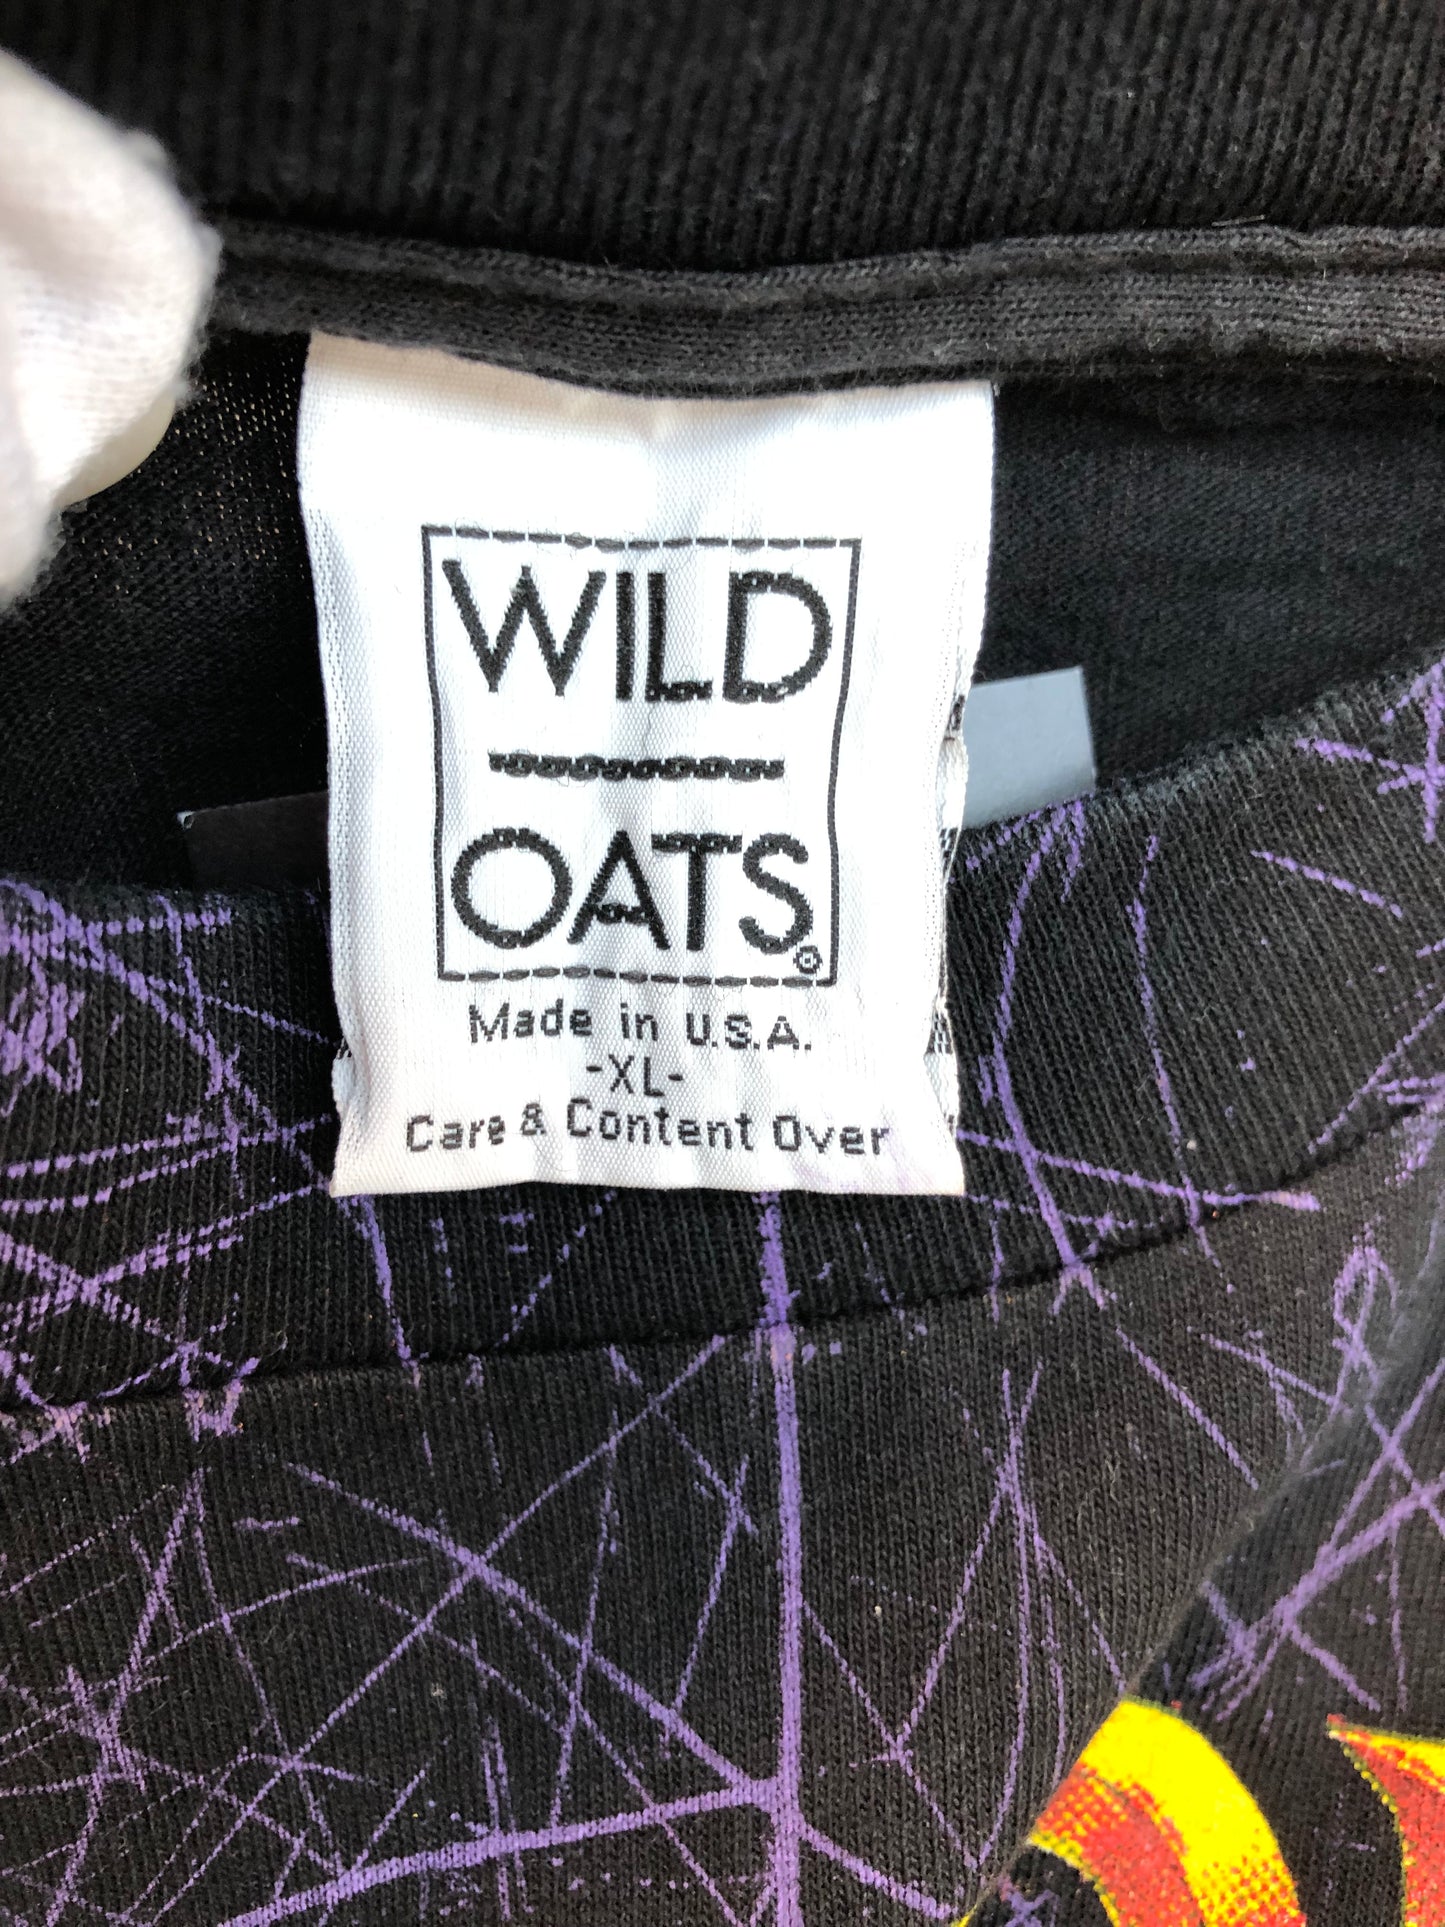 WILD
OATS®
Made in U.S.A.
-XL-
Care & Content Over